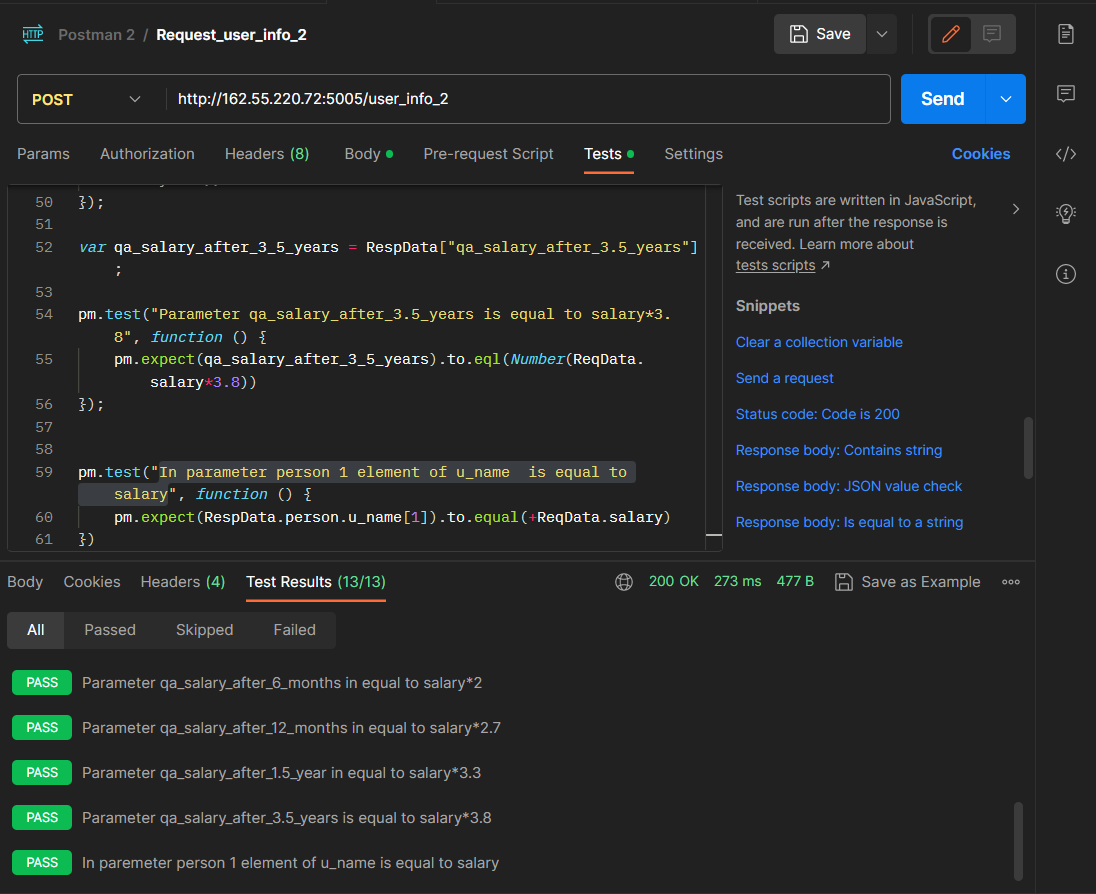 HTTP Postman 2 / Request_user_info_2 Save
POST http://162.55.220.72:5005/user_info_2 Send
Params Authorization Headers (8) Body Pre-request Script Tests Settings Cookies
50 });
51
52 var qa_salary_after_3_5_years = RespData["qa_salary_after_3.5_years"]
;
53
54 pm.test("Parameter qa_salary_after_3.5_years is equal to salary*3.
8", function () {
55 pm.expect(qa_salary_after_3_5_years).to.eql(Number(ReqData.
salary*3.8))
56 });
57
58
59 pm.test("In parameter person 1 element of u_name  is equal to
salary", function () {
60 pm.expect(RespData.person.u_name[1]).to.equal(+ReqData.salary)
61 })
Test scripts are written in JavaScript,
and are run after the response is
received. Learn more about
tests scripts ↗
Snippets
Clear a collection variable
Send a request
Status code: Code is 200
Response body: Contains string
Response body: JSON value check
Response body: Is equal to a string
Body Cookies Headers (4) Test Results (13/13) 200 OK 273 ms 477 B Save as Example
All Passed Skipped Failed
PASS Parameter qa_salary_after_6_months in equal to salary*2
PASS Parameter qa_salary_after_12_months in equal to salary*2.7
PASS Parameter qa_salary_after_1.5_year in equal to salary*3.3
PASS Parameter qa_salary_after_3.5_years is equal to salary*3.8
PASS In paremeter person 1 element of u_name is equal to salary